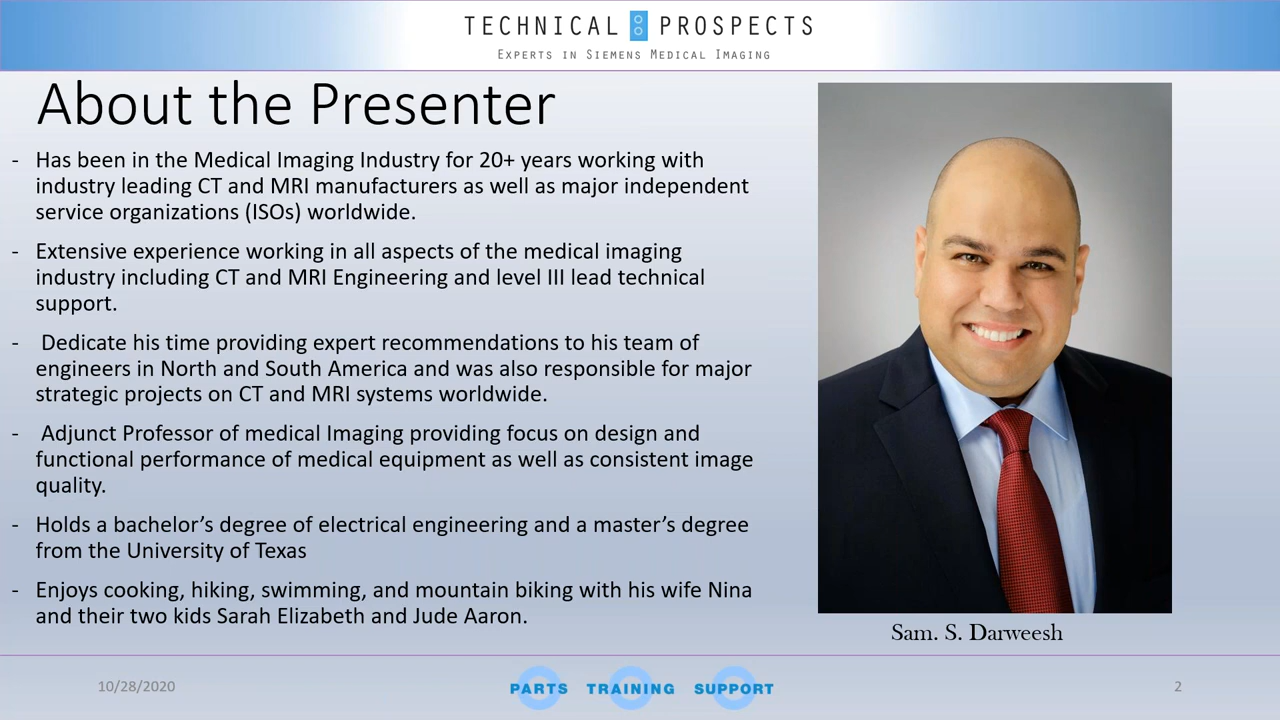 TECHNICAL PROSPECTS
EXPERTS IN SIEMENS MEDICAL IMAGING
About the Presenter
- Has been in the Medical Imaging Industry for 20+ years working with
industry leading CT and MRI manufacturers as well as major independent
service organizations (ISOs) worldwide.
- Extensive experience working in all aspects of the medical imaging
industry including CT and MRI Engineering and level III lead technical
support.
- Dedicate his time providing expert recommendations to his team of
engineers in North and South America and was also responsible for major
strategic projects on CT and MRI systems worldwide.
- Adjunct Professor of medical Imaging providing focus on design and
functional performance of medical equipment as well as consistent image
quality.
- Holds a bachelor’s degree of electrical engineering and a master’s degree
from the University of Texas
- Enjoys cooking, hiking, swimming, and mountain biking with his wife Nina
and their two kids Sarah Elizabeth and Jude Aaron.
Sam. S. Darweesh
10/28/2020
PARTS TRAINING SUPPORT
2